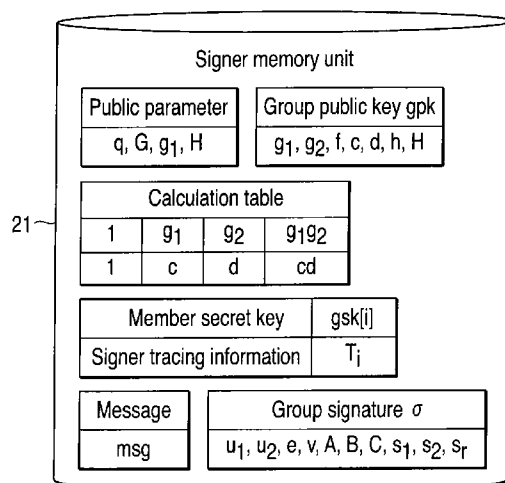 Signer memory unit
Public parameter
q, G, g1, H
Group public key gpk
g1, g2, f, c, d, h, H
21
Calculation table
1 g1 g2 g1g2
1 c d cd
Member secret key gsk[i]
Signer tracing information Ti
Message
msg
Group signature σ
u1, u2, e, v, A, B, C, s1, s2, sr